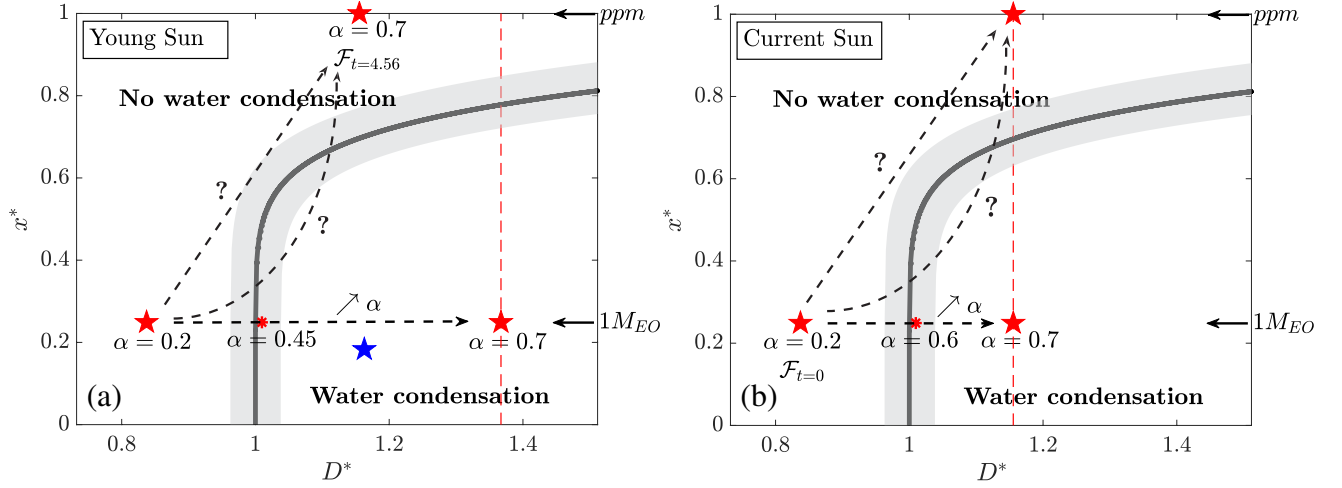 Young Sun
α = 0.7
𝓕ₜ₌₄.₅₆
No water condensation
?
?
↗ α
α = 0.2
α = 0.45
α = 0.7
Water condensation
(a)
ppm
1M_{EO}
1
0.8
0.6
0.4
0.2
0
x*
0.8
1
1.2
1.4
D*
Current Sun
No water condensation
?
?
↗ α
α = 0.2
α = 0.6
α = 0.7
𝓕ₜ₌₀
Water condensation
(b)
ppm
1M_{EO}
1
0.8
0.6
0.4
0.2
0
x*
0.8
1
1.2
1.4
D*